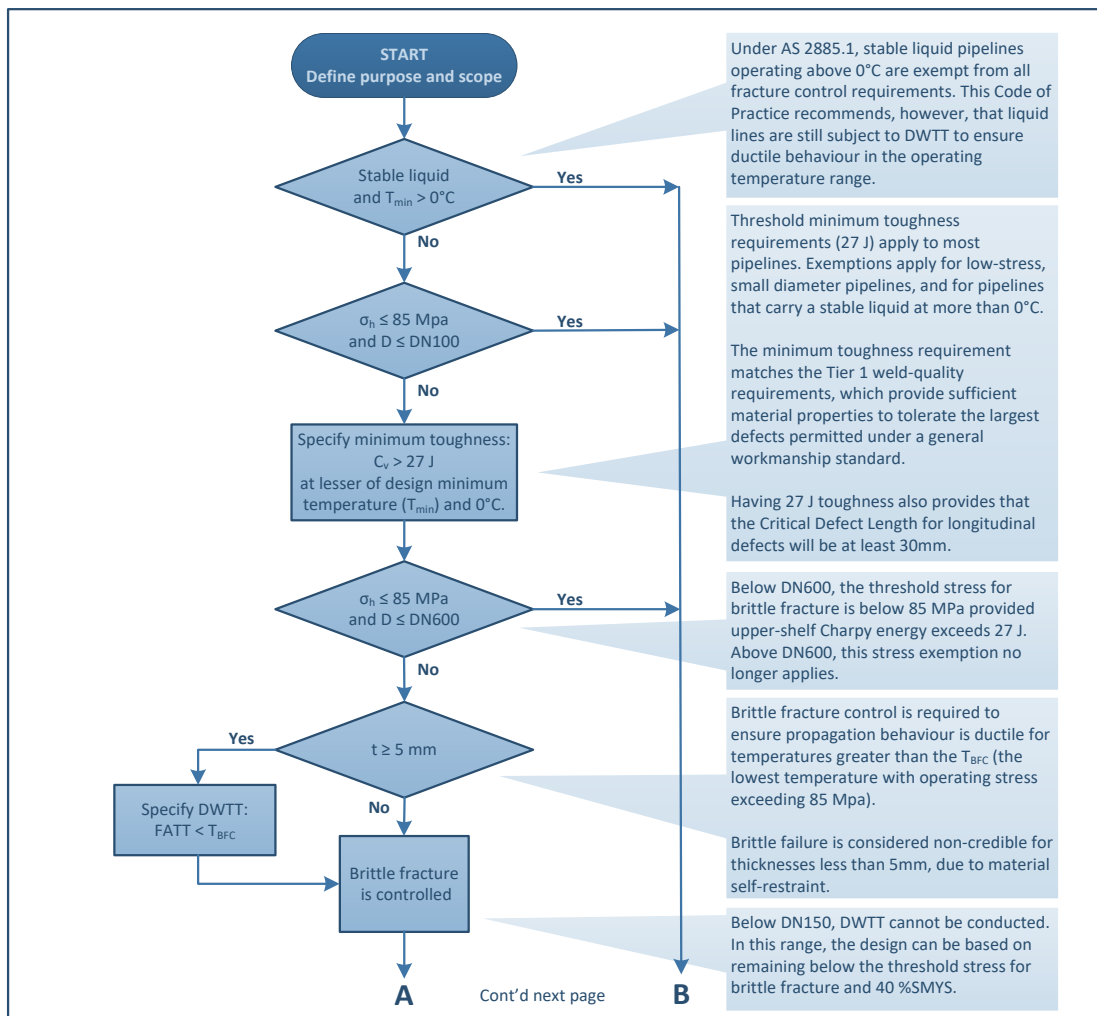 START
Define purpose and scope
Under AS 2885.1, stable liquid pipelines
operating above 0°C are exempt from all
fracture control requirements. This Code of
Practice recommends, however, that liquid
lines are still subject to DWTT to ensure
ductile behaviour in the operating
temperature range.
Stable liquid
and Tmin > 0°C
Yes
No
Threshold minimum toughness
requirements (27 J) apply to most
pipelines. Exemptions apply for low-stress,
small diameter pipelines, and for pipelines
that carry a stable liquid at more than 0°C.
The minimum toughness requirement
matches the Tier 1 weld-quality
requirements, which provide sufficient
material properties to tolerate the largest
defects permitted under a general
workmanship standard.
Having 27 J toughness also provides that
the Critical Defect Length for longitudinal
defects will be at least 30mm.
σh ≤ 85 Mpa
and D ≤ DN100
Yes
No
Specify minimum toughness:
Cv > 27 J
at lesser of design minimum
temperature (Tmin) and 0°C.
σh ≤ 85 MPa
and D ≤ DN600
Yes
No
Below DN600, the threshold stress for
brittle fracture is below 85 MPa provided
upper-shelf Charpy energy exceeds 27 J.
Above DN600, this stress exemption no
longer applies.
t ≥ 5 mm
Yes
No
Brittle fracture control is required to
ensure propagation behaviour is ductile for
temperatures greater than the TBFC (the
lowest temperature with operating stress
exceeding 85 Mpa).
Brittle failure is considered non-credible for
thicknesses less than 5mm, due to material
self-restraint.
Specify DWTT:
FATT < TBFC
Brittle fracture
is controlled
Below DN150, DWTT cannot be conducted.
In this range, the design can be based on
remaining below the threshold stress for
brittle fracture and 40 %SMYS.
A
Cont'd next page
B